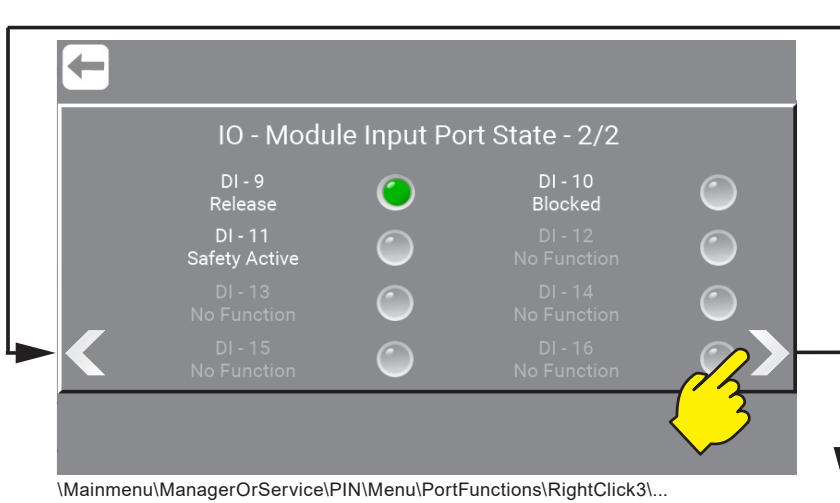 IO - Module Input Port State - 2/2
DI - 9
Release
DI - 10
Blocked
DI - 11
Safety Active
DI - 12
No Function
DI - 13
No Function
DI - 14
No Function
DI - 15
No Function
DI - 16
No Function
\Mainmenu\ManagerOrService\PIN\Menu\PortFunctions\RightClick3\...